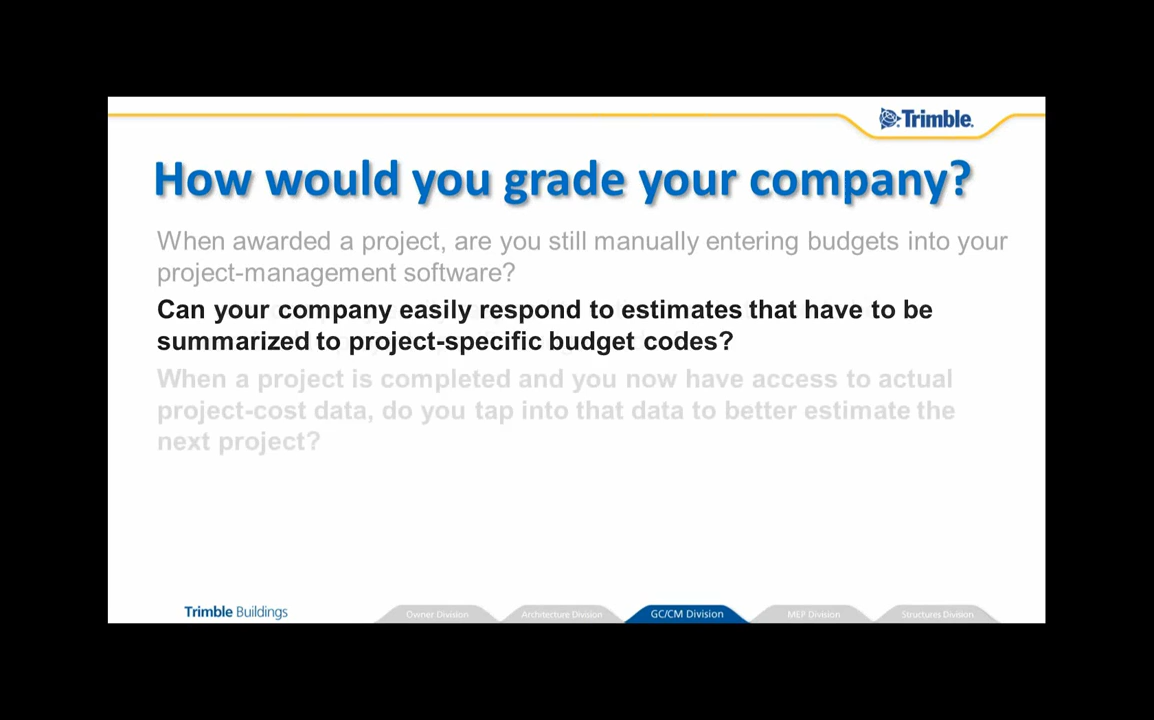 Trimble.
How would you grade your company?
When awarded a project, are you still manually entering budgets into your
project-management software?
Can your company easily respond to estimates that have to be
summarized to project-specific budget codes?
When a project is completed and you now have access to actual
project-cost data, do you tap into that data to better estimate the
next project?
Trimble Buildings
Owner Division
Architecture Division
GC/CM Division
MEP Division
Structures Division